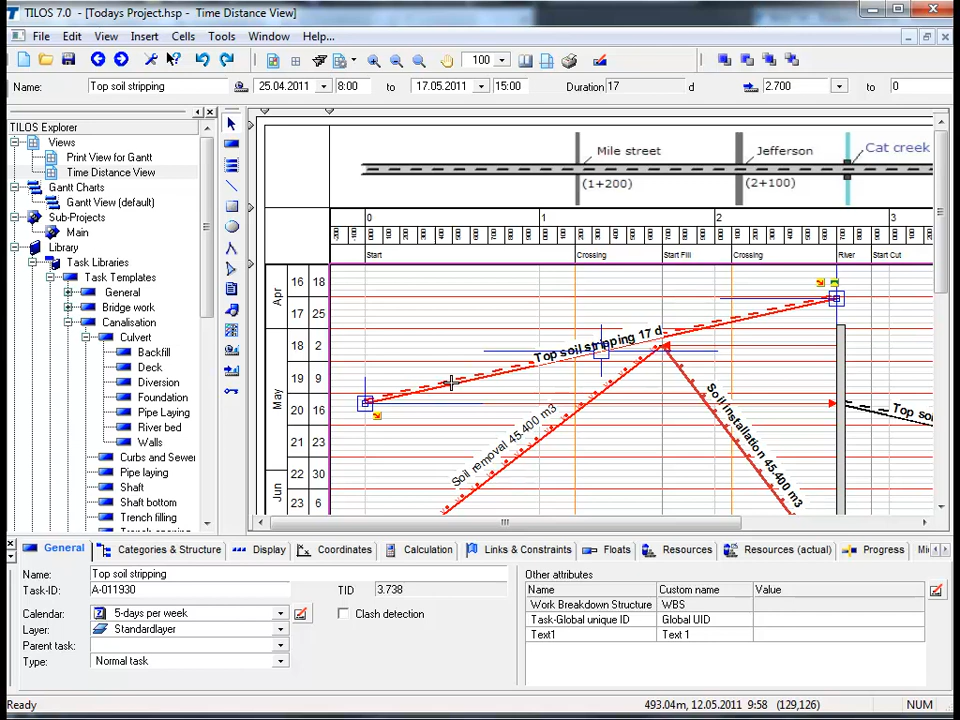 TILOS 7.0 - [Todays Project.hsp - Time Distance View]
File Edit View Insert Cells Tools Window Help...
100
Name: Top soil stripping 25.04.2011 8:00 to 17.05.2011 15:00 Duration 17 d 2.700 to 0
TILOS Explorer
Views
Print View for Gantt
Time Distance View
Gantt Charts
Gantt View (default)
Sub-Projects
Main
Library
Task Libraries
Task Templates
General
Bridge work
Canalisation
Culvert
Backfill
Deck
Diversion
Foundation
Pipe Laying
River bed
Walls
Curbs and Sewer
Pipe laying
Shaft
Shaft bottom
Trench filling
Mile street
(1+200)
Jefferson
(2+100)
Cat creek
0 1 2 3
Start Crossing Start Fill Crossing River Start Cut
Apr
May
Jun
16 18
17 25
18 2
19 9
20 16
21 23
22 30
23 6
Top soil stripping 17 d
Soil removal 45.400 m3
Soil installation 45.400 m3
Top so
General Categories & Structure Display Coordinates Calculation Links & Constraints Floats Resources Resources (actual) Progress
Name: Top soil stripping
Task-ID: A-011930 TID 3.738
Calendar: 5-days per week Clash detection
Layer: Standardlayer
Parent task:
Type: Normal task
Other attributes
Name Custom name Value
Work Breakdown Structure WBS
Task-Global unique ID Global UID
Text1 Text 1
Ready 493.04m, 12.05.2011 9:58 (129,126) NUM